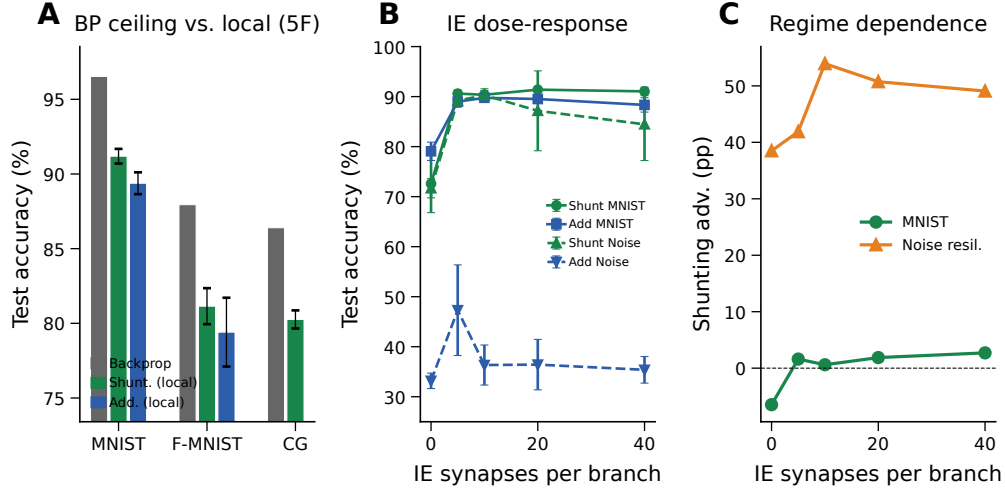 A
BP ceiling vs. local (5F)
Test accuracy (%)
95
90
85
80
75
Backprop
Shunt. (local)
Add. (local)
MNIST
F-MNIST
CG
B
IE dose-response
Test accuracy (%)
100
90
80
70
60
50
40
30
Shunt MNIST
Add MNIST
Shunt Noise
Add Noise
0
20
40
IE synapses per branch
C
Regime dependence
Shunting adv. (pp)
50
40
30
20
10
0
MNIST
Noise resil.
0
10
20
30
40
IE synapses per branch